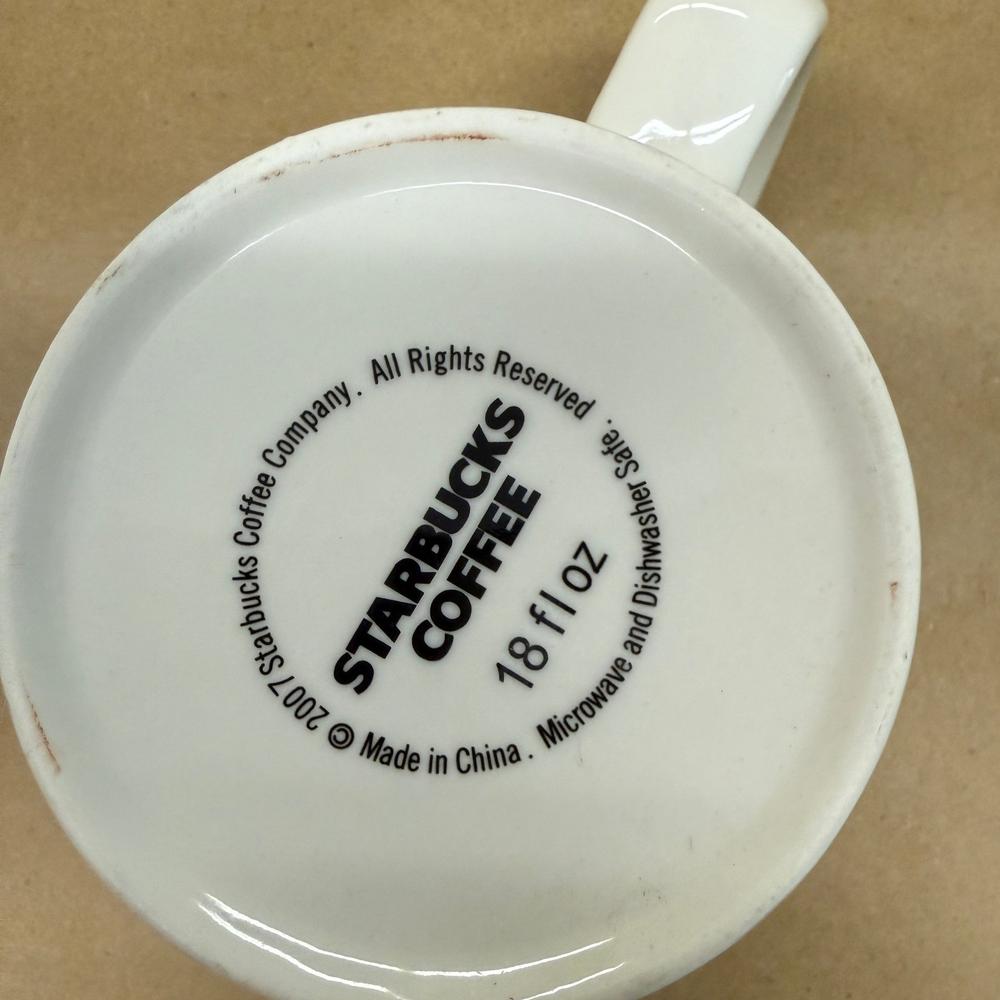 © 2007 Starbucks Coffee Company. All Rights Reserved
Made in China. Microwave and Dishwasher Safe.
STARBUCKS
COFFEE
18 fl oz